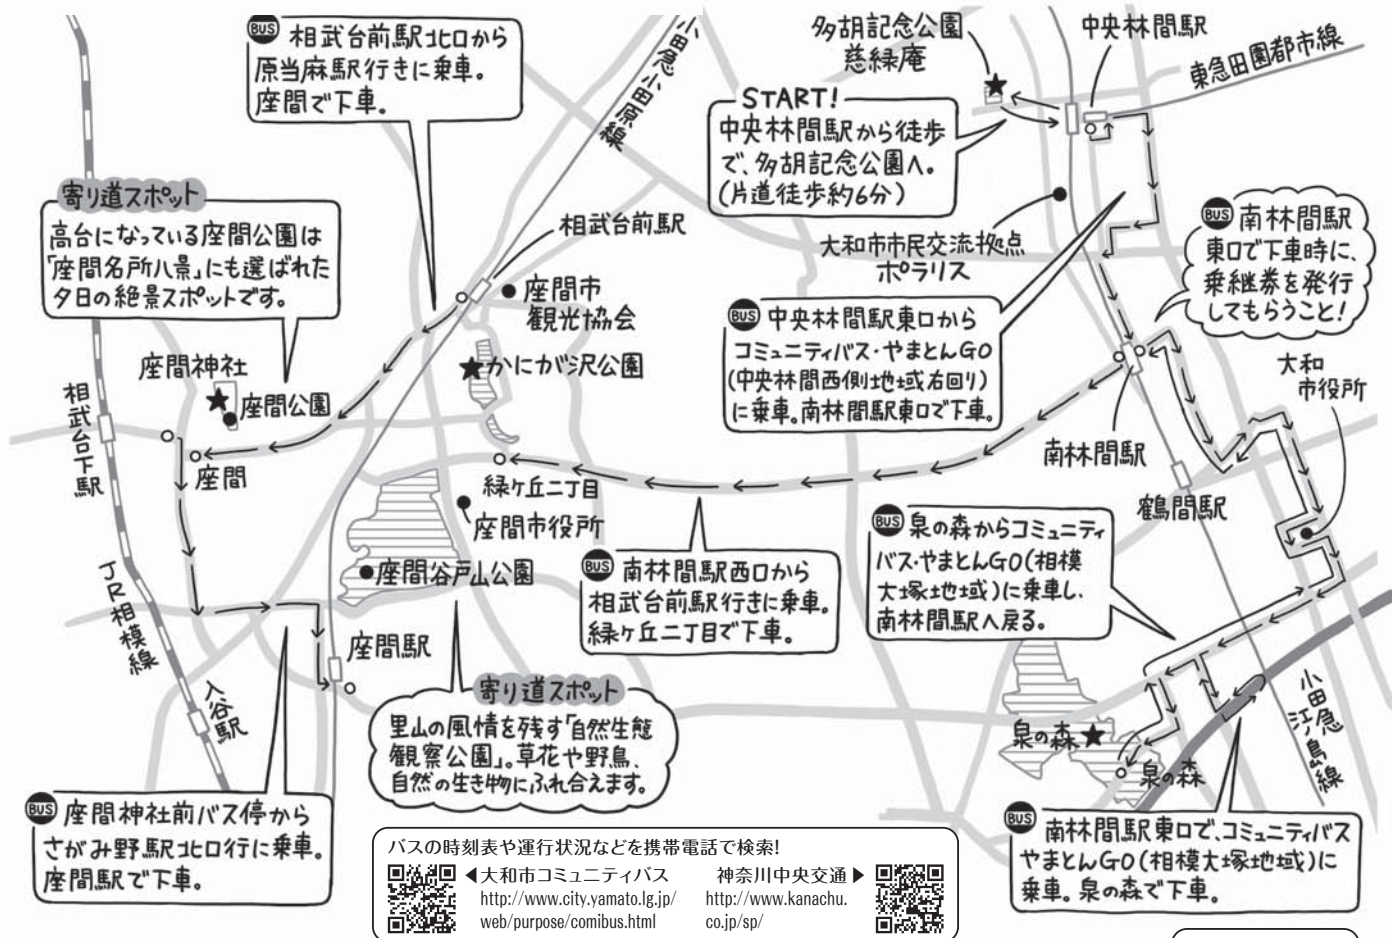 BUS 相武台前駅北口から
原当麻駅行きに乗車。
座間で下車。
小田急小田原線
多胡記念公園
慈緑庵
中央林間駅
東急田園都市線
START!
中央林間駅から徒歩
で、多胡記念公園へ。
(片道徒歩約6分)
寄り道スポット
高台になっている座間公園は
「座間名所八景」にも選ばれた
夕日の絶景スポットです。
相武台前駅
座間市
観光協会
大和市市民交流拠点
ポラリス
BUS 南林間駅
東口で下車時に、
乗継券を発行
してもらうこと!
BUS 中央林間駅東口から
コミュニティバス・やまとんGO
(中央林間西側地域右回り)
に乗車。南林間駅東口で下車。
大和
市役所
座間神社
座間公園
かにが沢公園
相武台下駅
座間
緑ヶ丘二丁目
座間市役所
南林間駅
鶴間駅
座間谷戸山公園
BUS 南林間駅西口から
相武台前駅行きに乗車。
緑ヶ丘二丁目で下車。
BUS 泉の森からコミュニティ
バス・やまとんGO(相模
大塚地域)に乗車し、
南林間駅へ戻る。
JR相模線
入谷駅
座間駅
寄り道スポット
里山の風情を残す「自然生態
観察公園」。草花や野鳥、
自然の生き物にふれ合えます。
泉の森
泉の森
小田急
江ノ島線
BUS 座間神社前バス停から
さがみ野駅北口行に乗車。
座間駅で下車。
BUS 南林間駅東口で、コミュニティバス
やまとんGO(相模大塚地域)に
乗車。泉の森で下車。
バスの時刻表や運行状況などを携帯電話で検索!
◀大和市コミュニティバス
http://www.city.yamato.lg.jp/
web/purpose/comibus.html
神奈川中央交通▶
http://www.kanachu.
co.jp/sp/